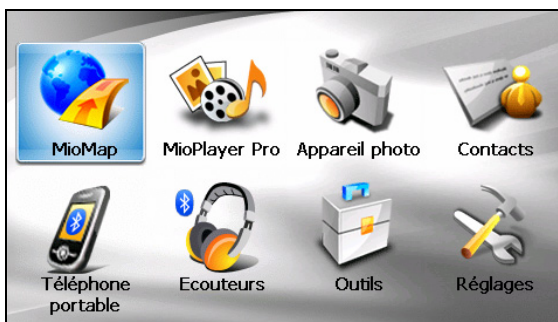 MioMap
MioPlayer Pro
Appareil photo
Contacts
Téléphone
portable
Ecouteurs
Outils
Réglages